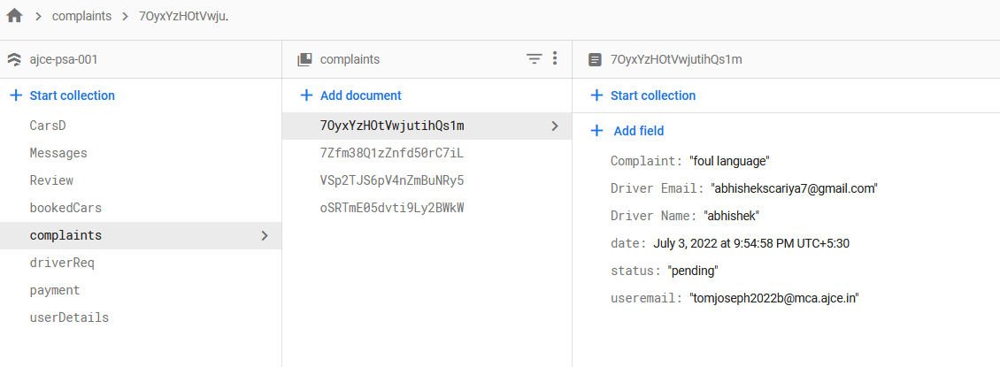 complaints
7OyxYzHOtVwju.
ajce-psa-001
complaints
7OyxYzHOtVwjutihQs1m
Start collection
CarsD
Messages
Review
bookedCars
complaints
driverReq
payment
userDetails
Add document
7OyxYzHOtVwjutihQs1m
7Zfm38Q1zZnfd50rC7iL
VSp2TJS6pV4nZmBuNRy5
oSRTmE05dvti9Ly2BWkW
Start collection
Add field
Complaint: "foul language"
Driver Email: "abhishekscariya7@gmail.com"
Driver Name: "abhishek"
date: July 3, 2022 at 9:54:58 PM UTC+5:30
status: "pending"
useremail: "tomjoseph2022b@mca.ajce.in"